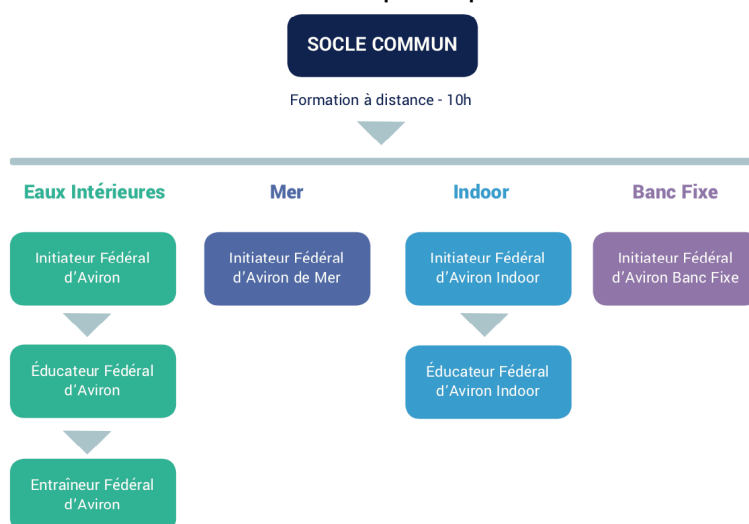 SOCLE COMMUN
Formation à distance - 10h
Eaux Intérieures
Mer
Indoor
Banc Fixe
Initiateur Fédéral
d’Aviron
Initiateur Fédéral
d’Aviron de Mer
Initiateur Fédéral
d’Aviron Indoor
Initiateur Fédéral
d’Aviron Banc Fixe
Éducateur Fédéral
d’Aviron
Éducateur Fédéral
d’Aviron Indoor
Entraîneur Fédéral
d’Aviron